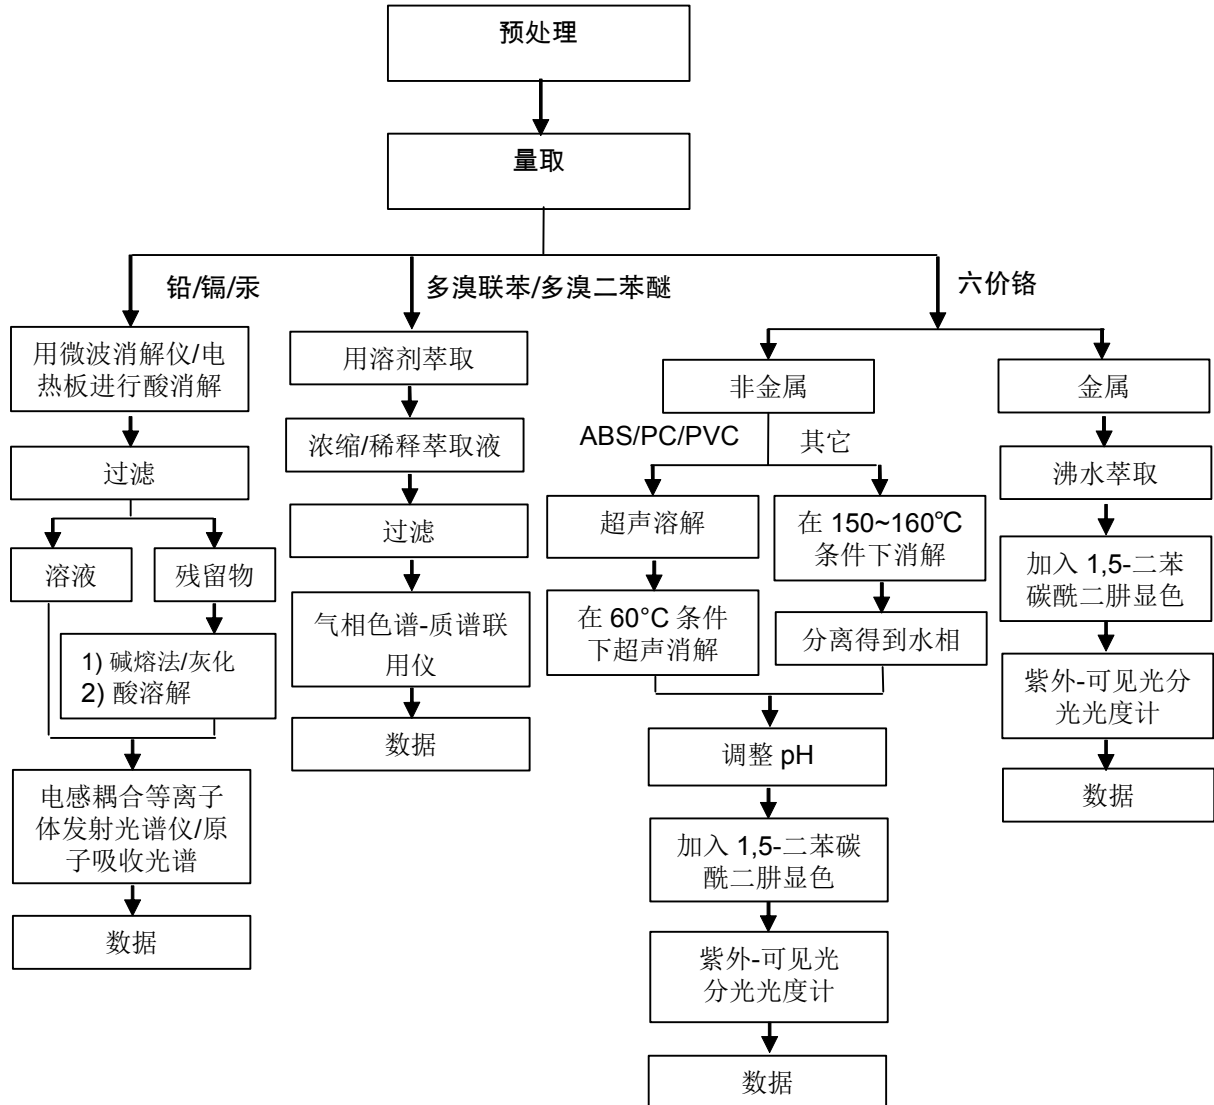 预处理
量取
铅/镉/汞
用微波消解仪/电
热板进行酸消解
过滤
溶液
残留物
1) 碱熔法/灰化
2) 酸溶解
电感耦合等离子
体发射光谱仪/原
子吸收光谱
数据
多溴联苯/多溴二苯醚
用溶剂萃取
浓缩/稀释萃取液
过滤
气相色谱-质谱联
用仪
数据
六价铬
非金属
ABS/PC/PVC
其它
超声溶解
在 60°C 条件
下超声消解
在 150~160℃
条件下消解
分离得到水相
调整 pH
加入 1,5-二苯碳
酰二肼显色
紫外-可见光
分光光度计
数据
金属
沸水萃取
加入 1,5-二苯
碳酰二肼显色
紫外-可见光分
光光度计
数据